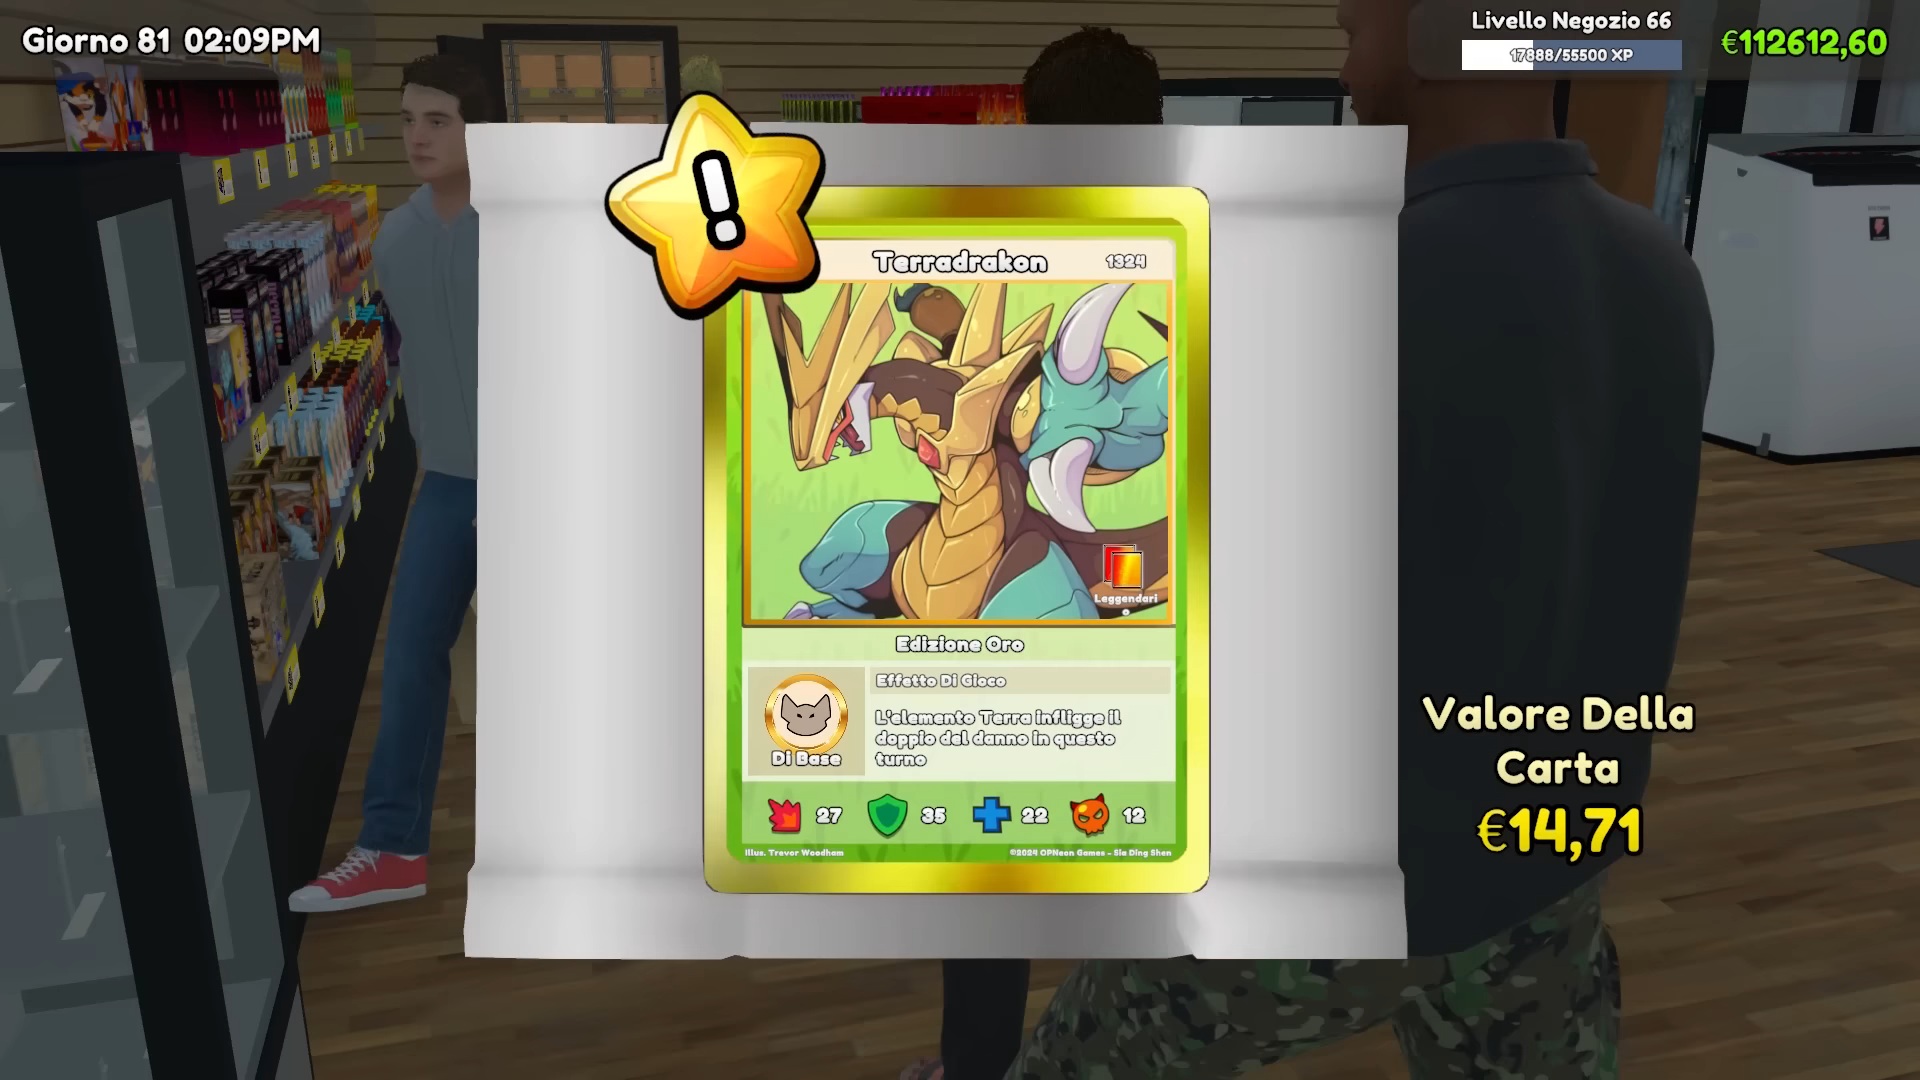 Giorno 81 02:09PM
Livello Negozio 66
17888/55500 XP
€112612,60
Terradrakon
1324
Leggendari
o
Edizione Oro
Di Base
Effetto Di Gioco
L'elemento Terra infligge il
doppio del danno in questo
turno
27
35
22
12
Illus. Trever Woodham
©2024 OPNeon Games - Sia Ding Shen
Valore Della
Carta
€14,71